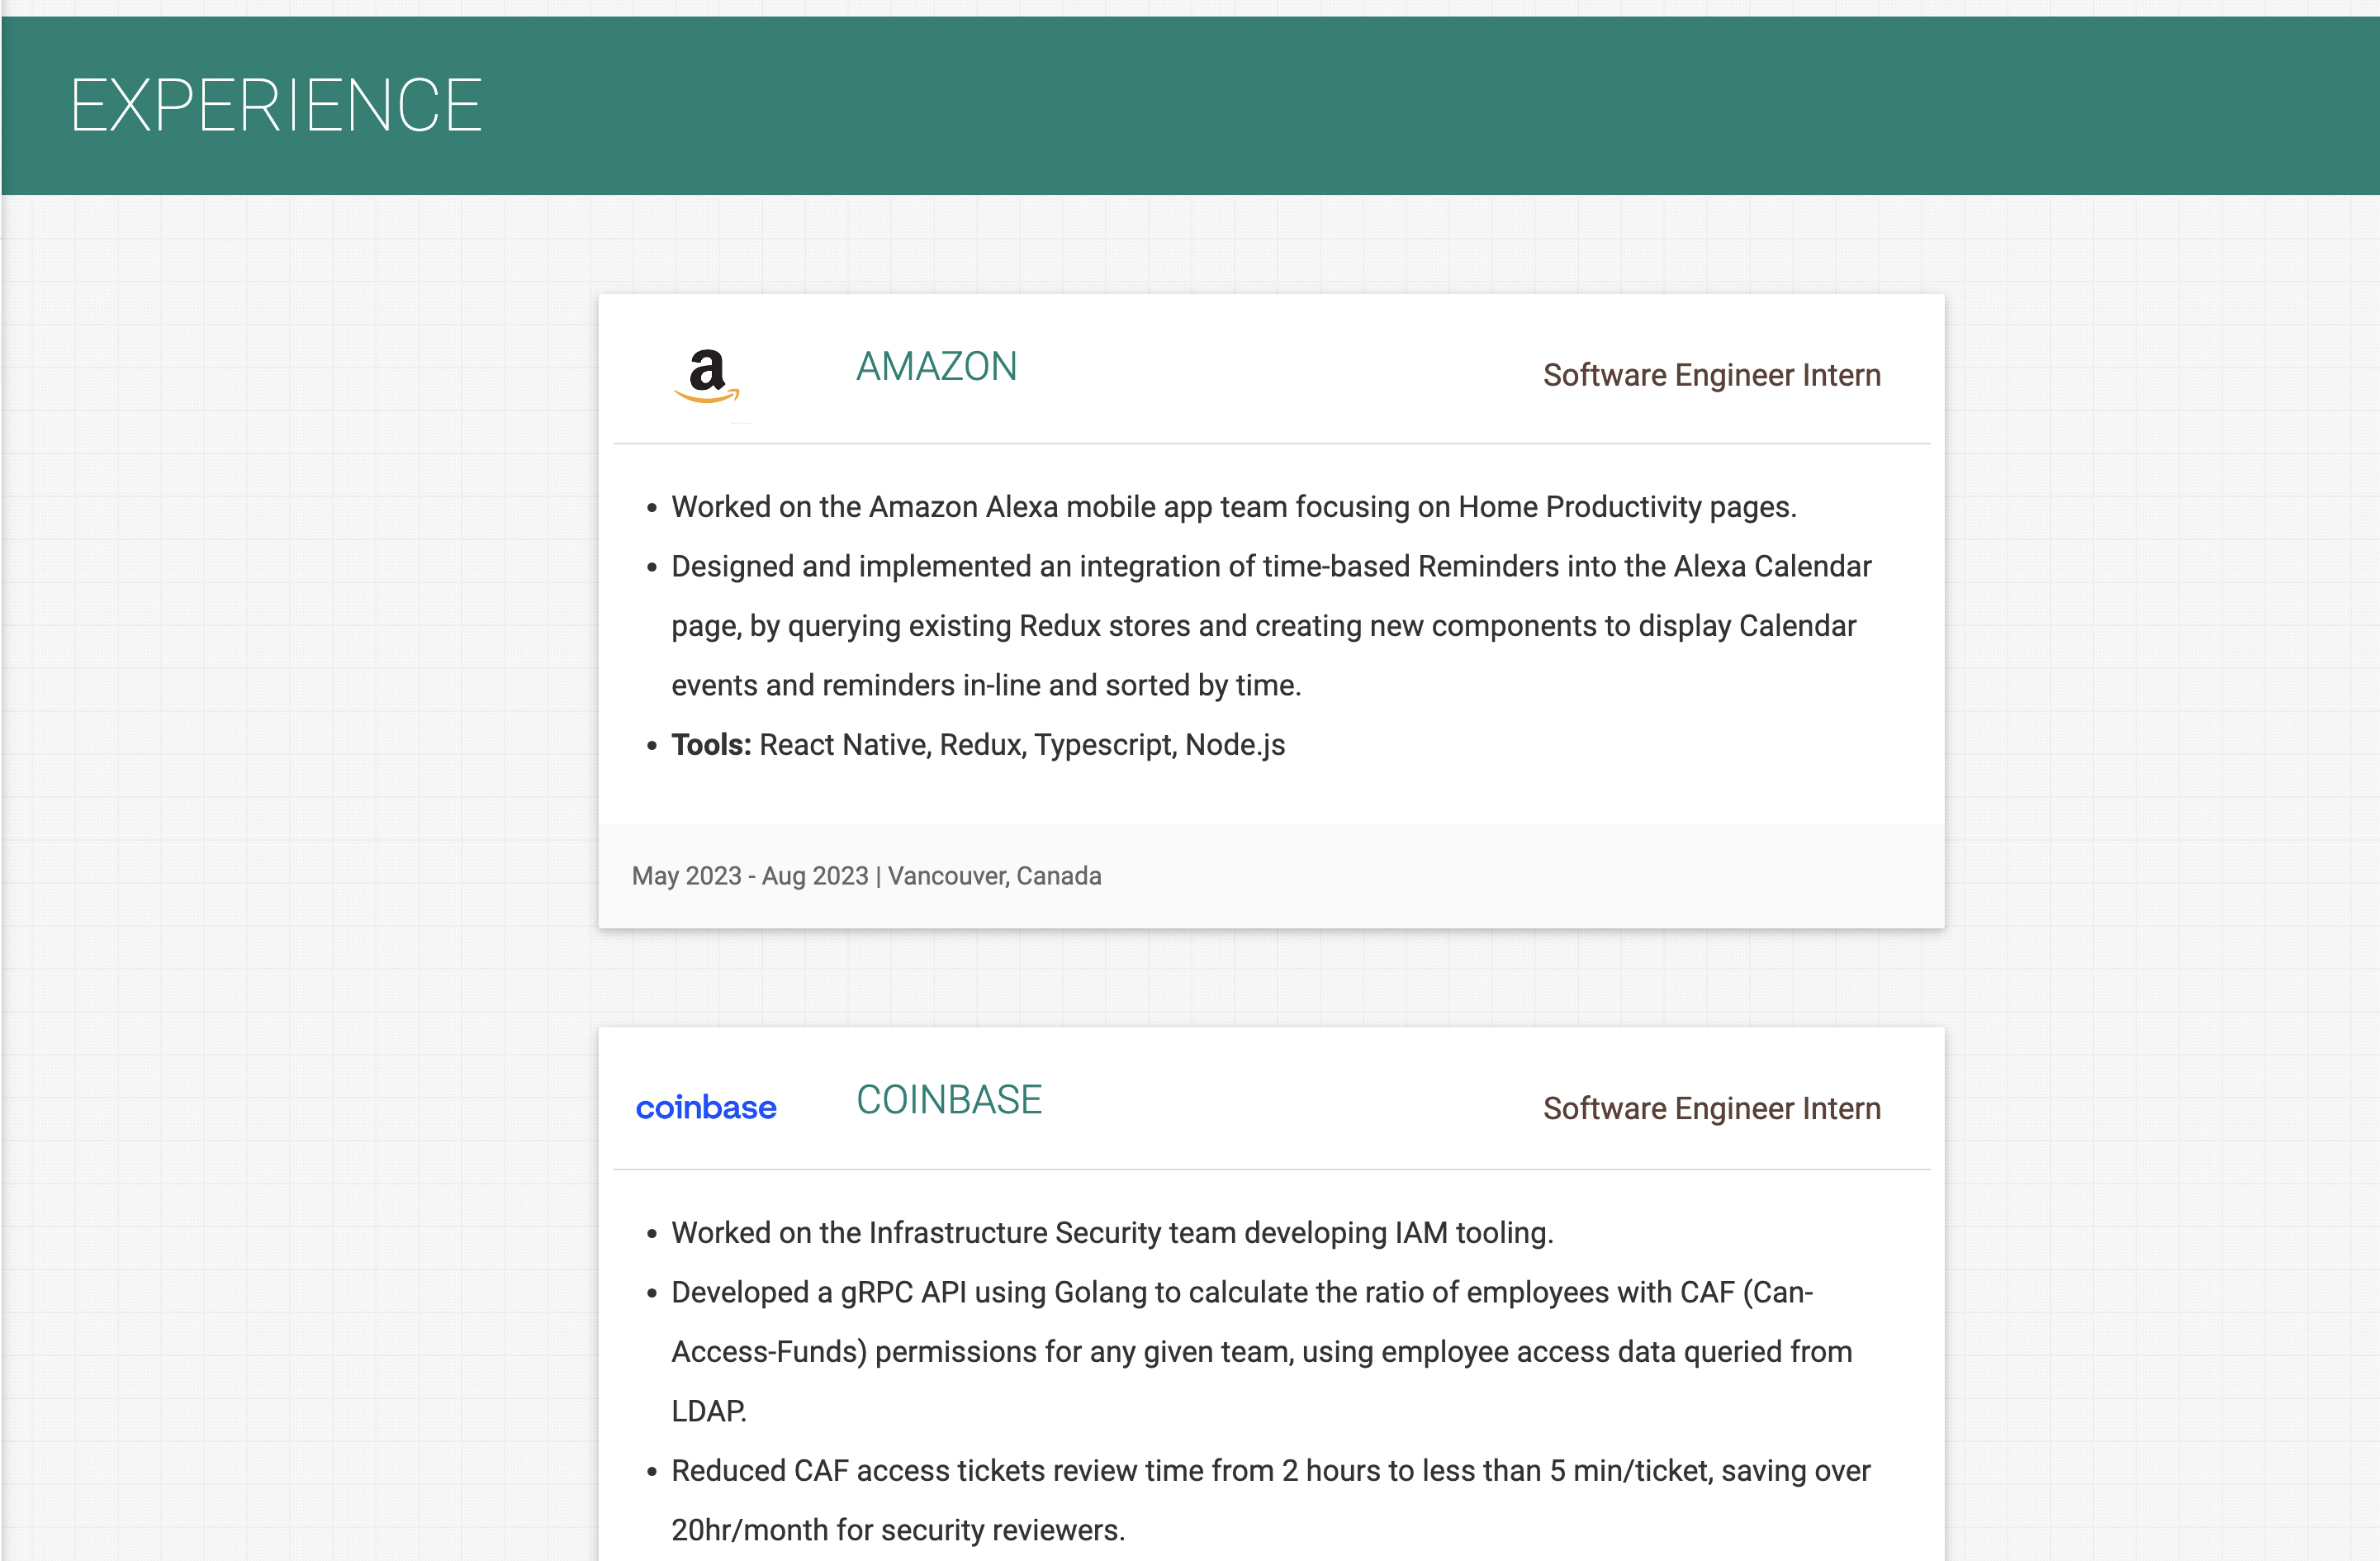 EXPERIENCE
a
AMAZON
Software Engineer Intern
• Worked on the Amazon Alexa mobile app team focusing on Home Productivity pages.
• Designed and implemented an integration of time-based Reminders into the Alexa Calendar
page, by querying existing Redux stores and creating new components to display Calendar
events and reminders in-line and sorted by time.
• Tools: React Native, Redux, Typescript, Node.js
May 2023 - Aug 2023 | Vancouver, Canada
coinbase
COINBASE
Software Engineer Intern
• Worked on the Infrastructure Security team developing IAM tooling.
• Developed a gRPC API using Golang to calculate the ratio of employees with CAF (Can-
Access-Funds) permissions for any given team, using employee access data queried from
LDAP.
• Reduced CAF access tickets review time from 2 hours to less than 5 min/ticket, saving over
20hr/month for security reviewers.